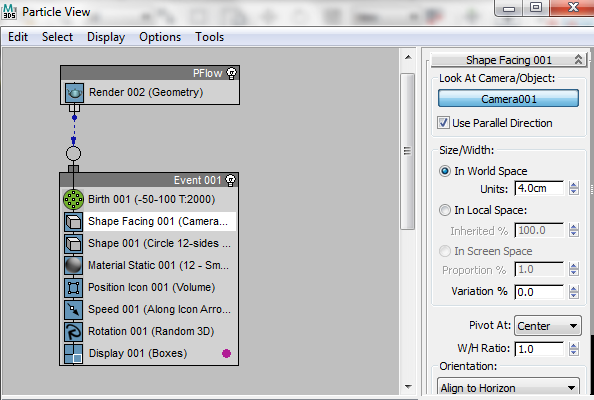 M
3DS
Particle View
Edit Select Display Options Tools
PFlow
Render 002 (Geometry)
Event 001
Birth 001 (-50-100 T:2000)
Shape Facing 001 (Camera...
Shape 001 (Circle 12-sides ...
Material Static 001 (12 - Sm...
Position Icon 001 (Volume)
Speed 001 (Along Icon Arro...
Rotation 001 (Random 3D)
Display 001 (Boxes)
Shape Facing 001
Look At Camera/Object:
Camera001
Use Parallel Direction
Size/Width:
In World Space
Units: 4.0cm
In Local Space:
Inherited % 100.0
In Screen Space
Proportion % 1.0
Variation % 0.0
Pivot At: Center
W/H Ratio: 1.0
Orientation:
Align to Horizon